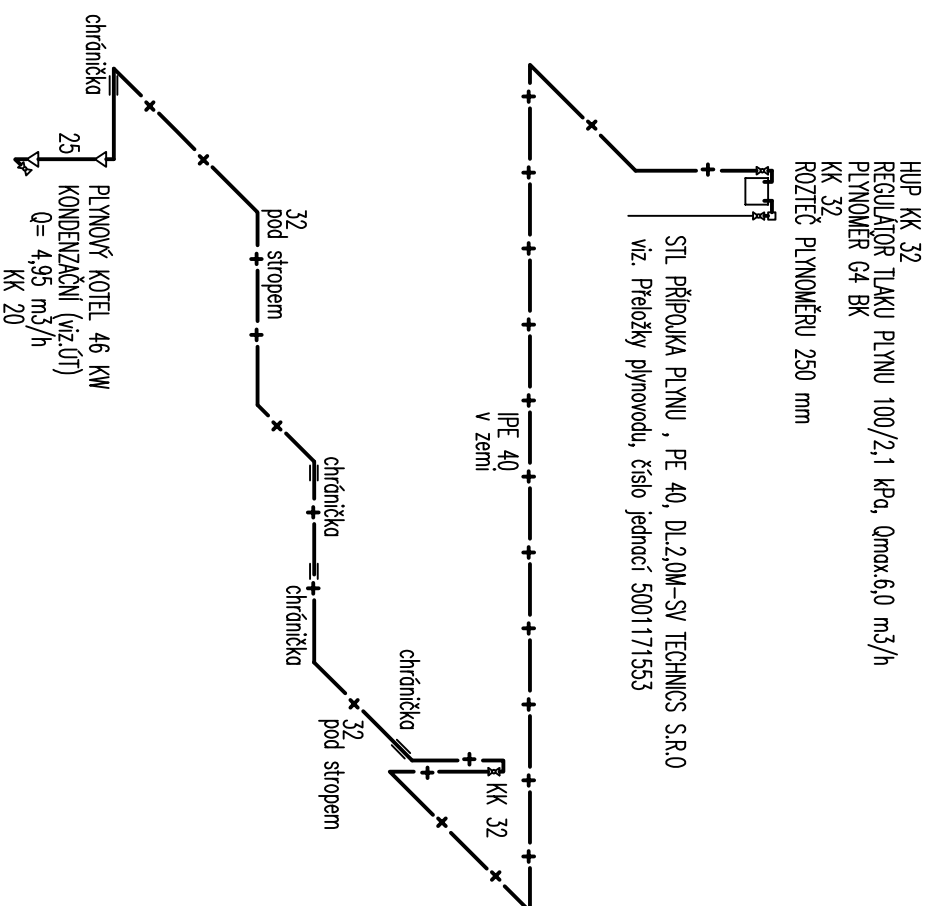 HUP KK 32
REGULÁTOR TLAKU PLYNU 100/2,1 kPa, Qmax.6,0 m3/h
PLYNOMĚR G4 BK
KK 32
ROZTEČ PLYNOMĚRU 250 mm
STL PŘÍPOJKA PLYNU , PE 40, DL.2,0M-SV TECHNICS S.R.O
viz. Přeložky plynovodu, číslo jednací 5001171553
IPE 40
v zemi
KK 32
chránička
32
pod stropem
chránička
chránička
32
pod stropem
chránička
25
PLYNOVÝ KOTEL 46 KW
KONDENZAČNÍ (viz.ÚT)
Q= 4,95 m3/h
KK 20